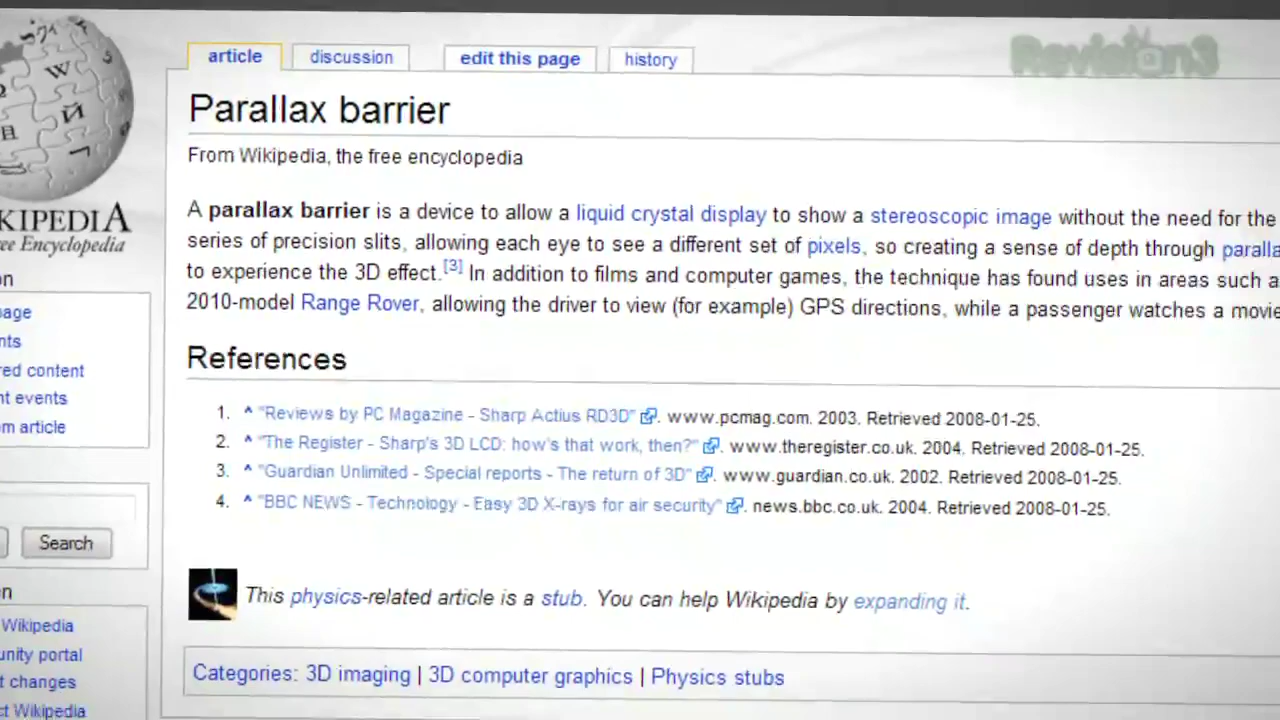 article
discussion
edit this page
history
Revision3
Parallax barrier
From Wikipedia, the free encyclopedia
KIPEDIA
ee Encyclopedia
A parallax barrier is a device to allow a liquid crystal display to show a stereoscopic image without the need for the
series of precision slits, allowing each eye to see a different set of pixels, so creating a sense of depth through paralla
to experience the 3D effect.[3] In addition to films and computer games, the technique has found uses in areas such a
2010-model Range Rover, allowing the driver to view (for example) GPS directions, while a passenger watches a movie
on
page
nts
red content
nt events
m article
Search
on
Wikipedia
unity portal
t changes
ct Wikipedia
References
1. ^ "Reviews by PC Magazine - Sharp Actius RD3D" . www.pcmag.com. 2003. Retrieved 2008-01-25.
2. ^ "The Register - Sharp's 3D LCD: how's that work, then?" . www.theregister.co.uk. 2004. Retrieved 2008-01-25.
3. ^ "Guardian Unlimited - Special reports - The return of 3D" . www.guardian.co.uk. 2002. Retrieved 2008-01-25.
4. ^ "BBC NEWS - Technology - Easy 3D X-rays for air security" . news.bbc.co.uk. 2004. Retrieved 2008-01-25.
This physics-related article is a stub. You can help Wikipedia by expanding it.
Categories: 3D imaging | 3D computer graphics | Physics stubs